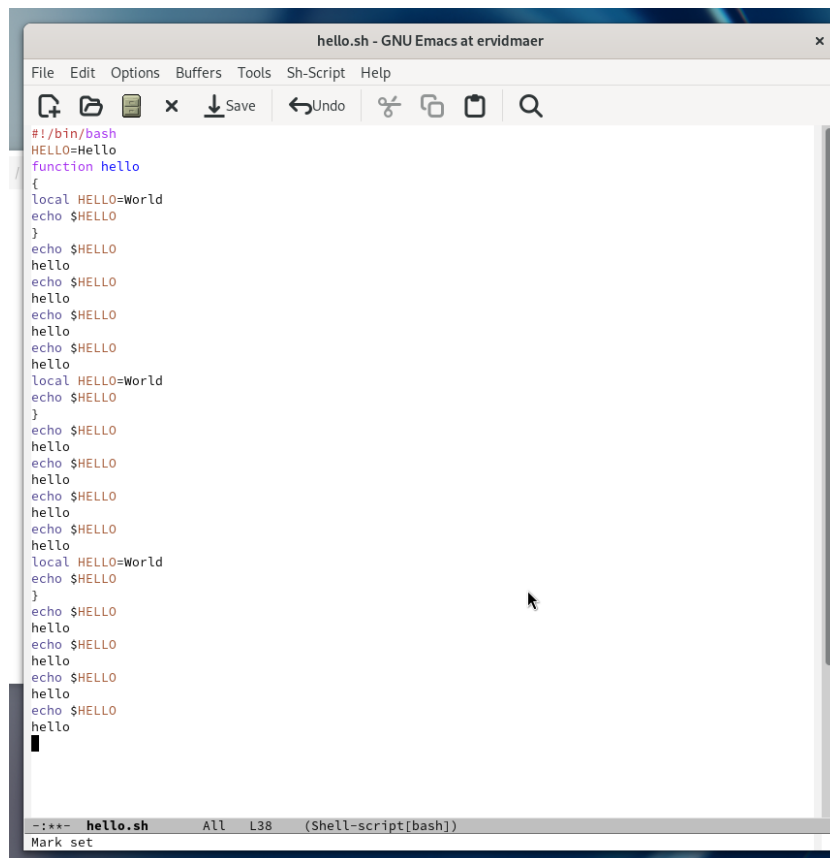 hello.sh - GNU Emacs at ervidmaer
File Edit Options Buffers Tools Sh-Script Help
Save Undo
#!/bin/bash
HELLO=Hello
function hello
{
local HELLO=World
echo $HELLO
}
echo $HELLO
hello
echo $HELLO
hello
echo $HELLO
hello
echo $HELLO
hello
local HELLO=World
echo $HELLO
}
echo $HELLO
hello
echo $HELLO
hello
echo $HELLO
hello
echo $HELLO
hello
local HELLO=World
echo $HELLO
}
echo $HELLO
hello
echo $HELLO
hello
echo $HELLO
hello
echo $HELLO
hello
-:**- hello.sh All L38 (Shell-script[bash])
Mark set